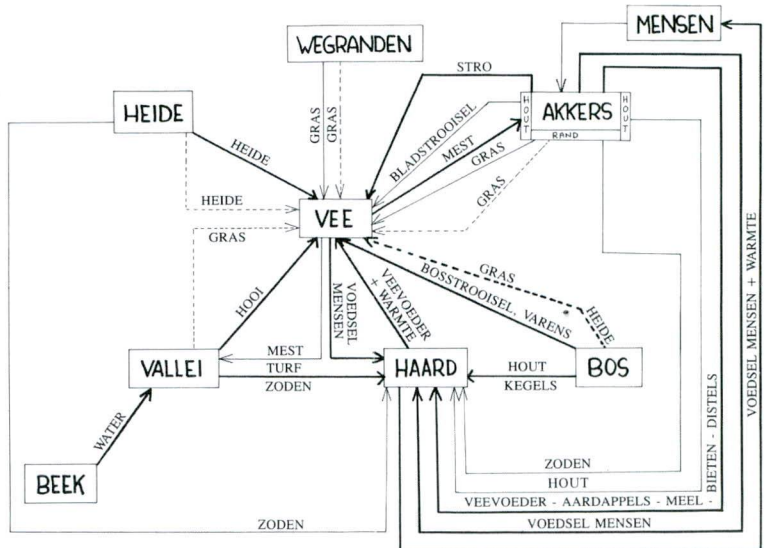 MENSEN
WEGRANDEN
STRO
HEIDE
HOUT
AKKERS
HOUT
RAND
GRAS
GRAS
BLADSTROOISEL
MEST
GRAS
GRAS
HEIDE
HEIDE
VEE
GRAS
HOOI
VOEDSEL
MENSEN
VEEVOEDER
+ WARMTE
GRAS
HEIDE
BOSSTROOISEL, VARENS
VOEDSEL MENSEN + WARMTE
MEST
VALLEI
TURF
ZODEN
HAARD
HOUT
KEGELS
BOS
WATER
BEEK
ZODEN
HOUT
VEEVOEDER - AARDAPPELS - MEEL -
BIETEN - DISTELS
ZODEN
VOEDSEL MENSEN